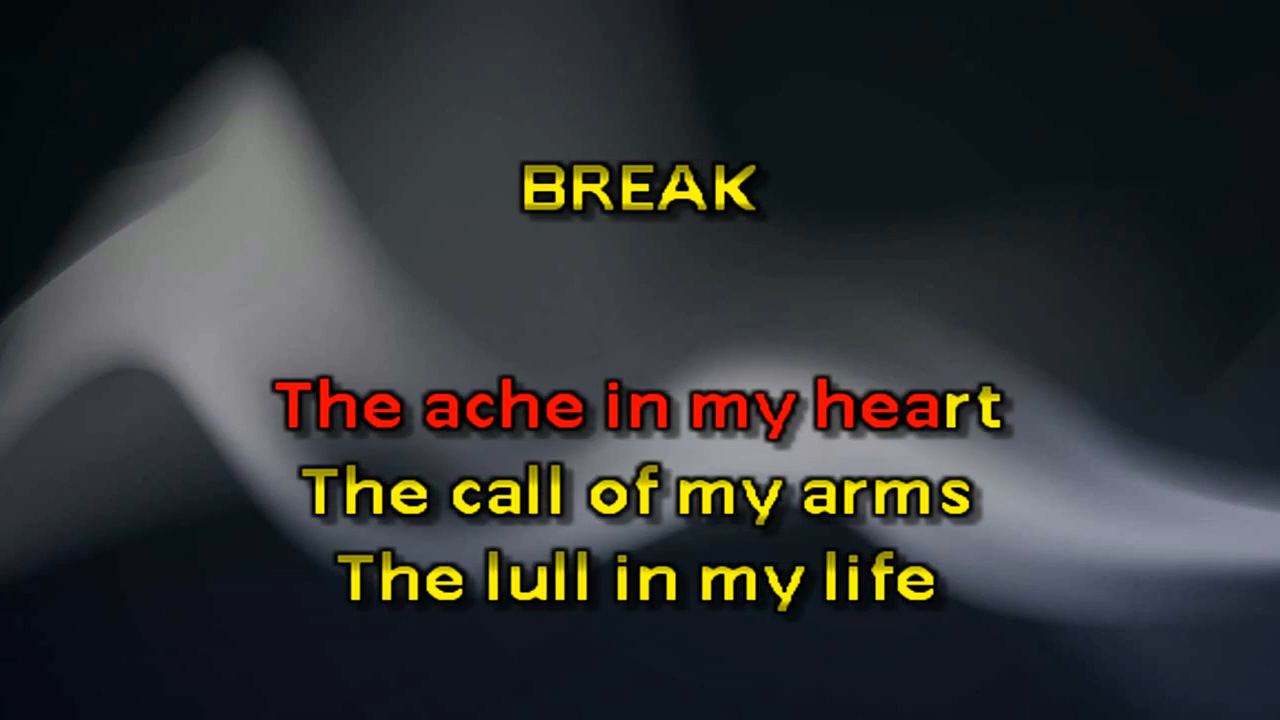 BREAK
The ache in my heart
The call of my arms
The lull in my life